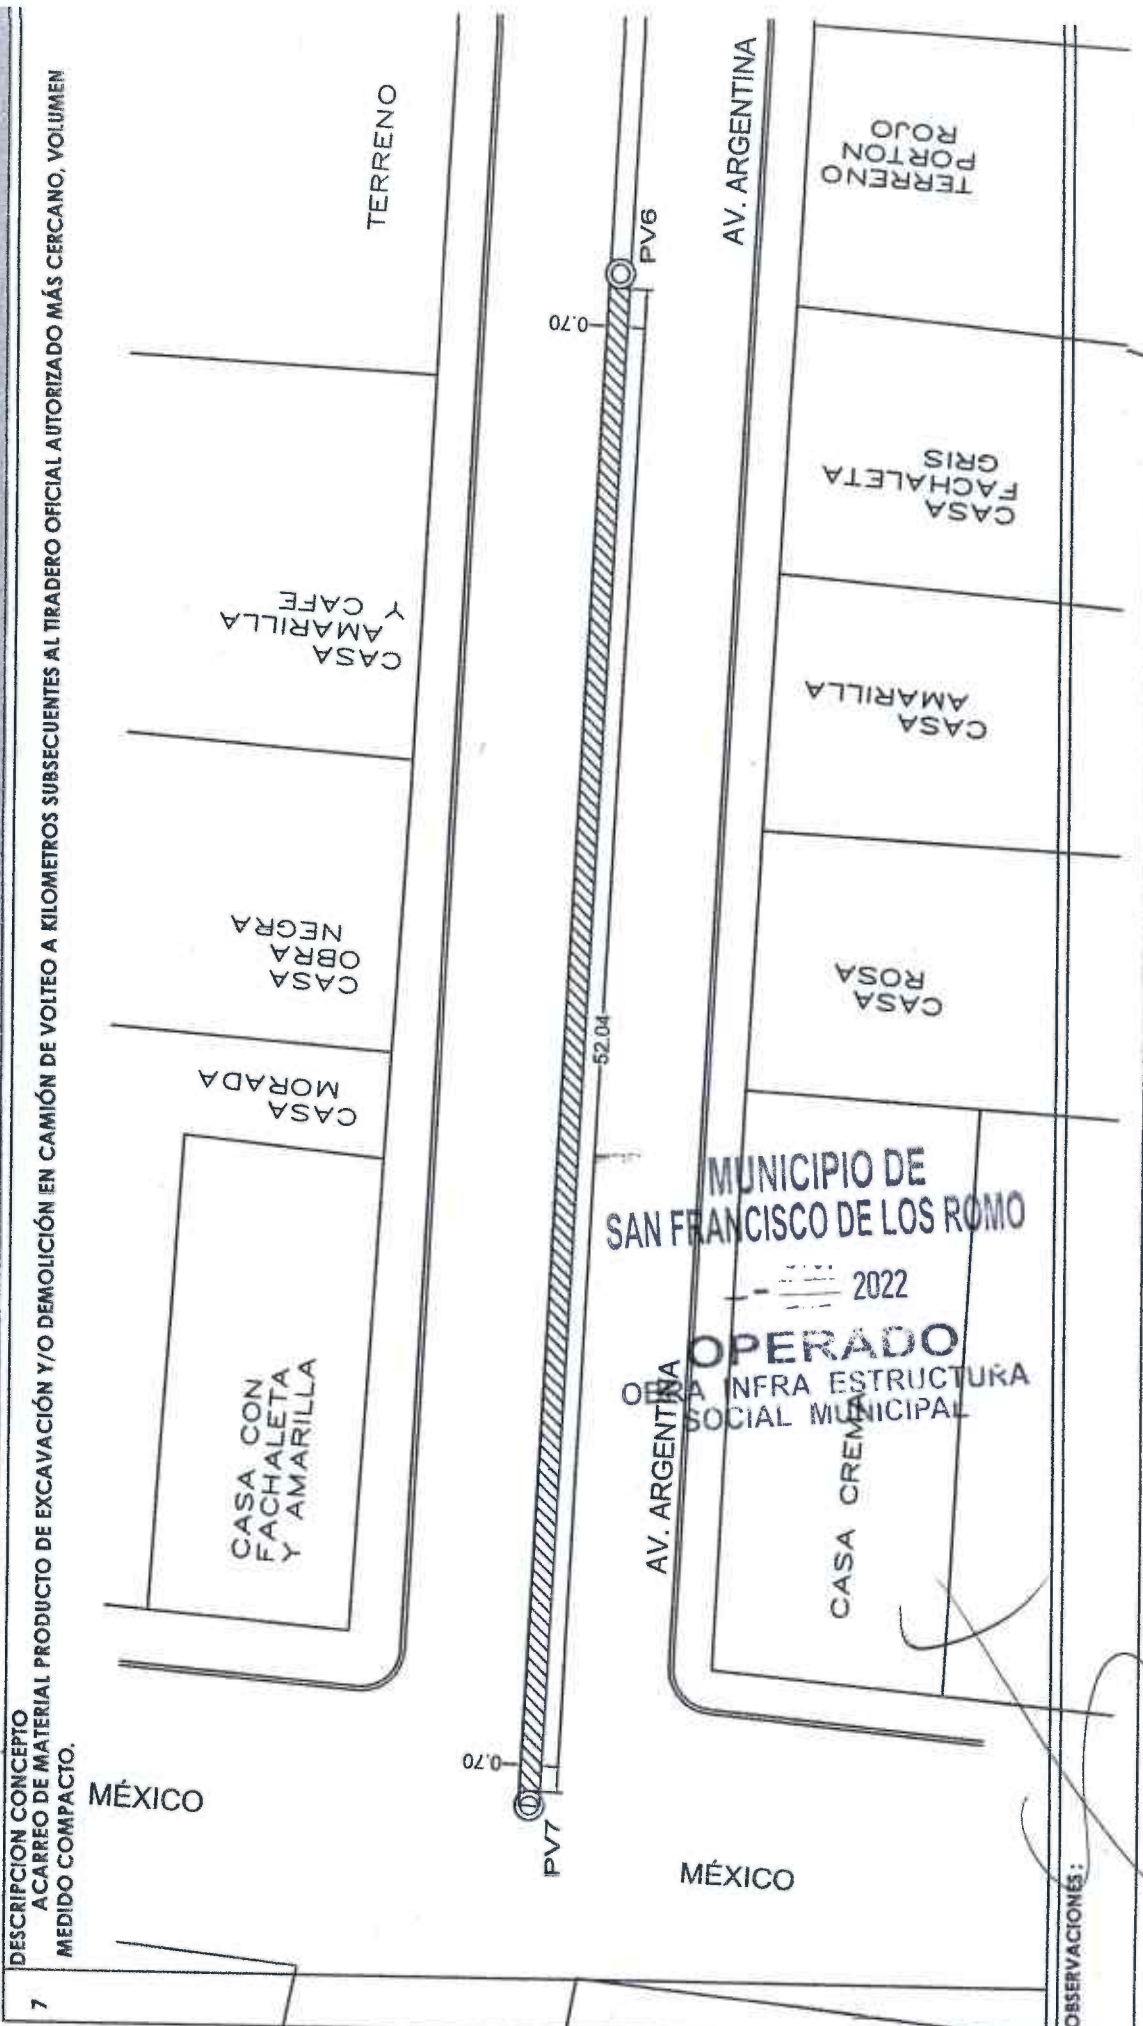 DESCRIPCION CONCEPTO
7 ACARREO DE MATERIAL PRODUCTO DE EXCAVACIÓN Y/O DEMOLICIÓN EN CAMIÓN DE VOLTEO A KILOMETROS SUBSECUENTES AL TIRADERO OFICIAL AUTORIZADO MÁS CERCANO, VOLUMEN
MEDIDO COMPACTO.
MÉXICO
CASA CON
FACHALETA
Y AMARILLA
CASA
MORADA
CASA
OBRA
NEGRA
CASA
AMARILLA
Y CAFE
TERRENO
PV7
0.70
52.04
0.70
PV6
MÉXICO
AV. ARGENTINA
AV. ARGENTINA
CASA CREMA
CASA
ROSA
CASA
AMARILLA
CASA
FACHALETA
GRIS
TERRENO
PORTON
ROJO
MUNICIPIO DE
SAN FRANCISCO DE LOS ROMO
2022
OPERADO
OBRA INFRA ESTRUCTURA
SOCIAL MUNICIPAL
OBSERVACIONES: